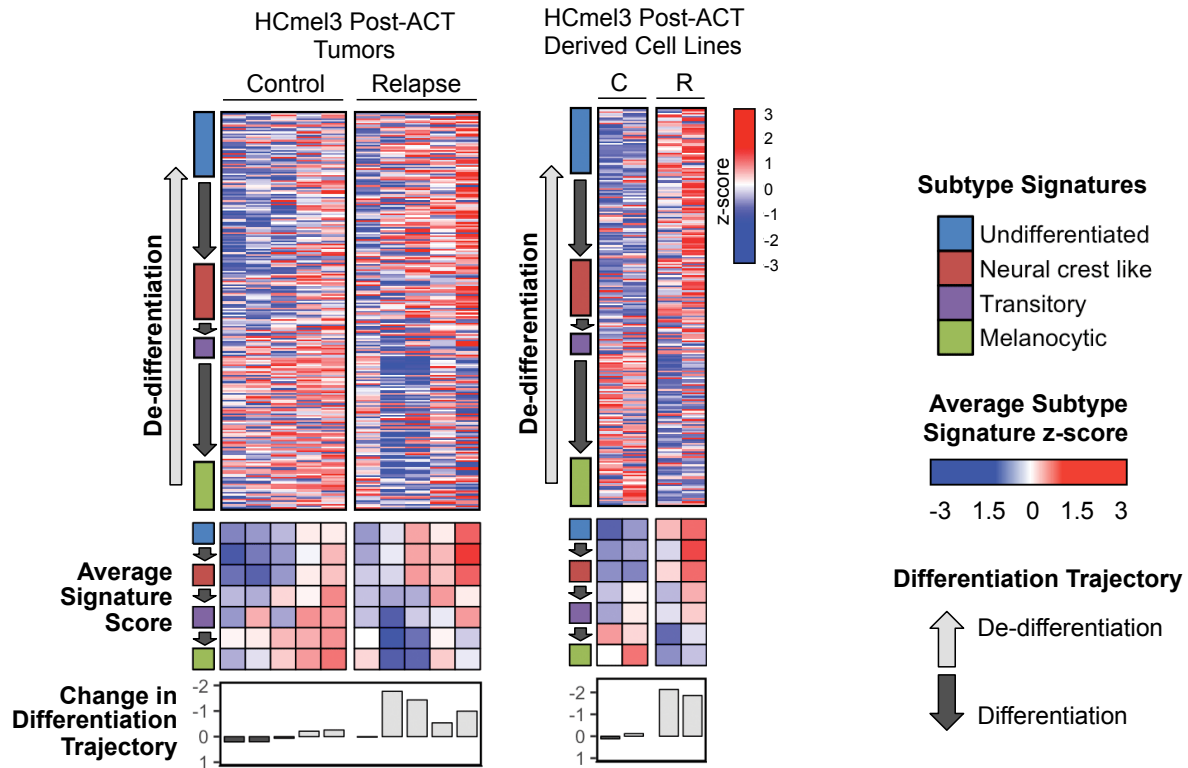 HCmel3 Post-ACT
Tumors
Control
Relapse
De-differentiation
Average
Signature
Score
Change in
Differentiation
Trajectory
-2
-1
0
1
HCmel3 Post-ACT
Derived Cell Lines
C
R
De-differentiation
-2
-1
0
1
3
2
1
0
-1
-2
-3
z-score
Subtype Signatures
Undifferentiated
Neural crest like
Transitory
Melanocytic
Average Subtype
Signature z-score
-3 1.5 0 1.5 3
Differentiation Trajectory
De-differentiation
Differentiation